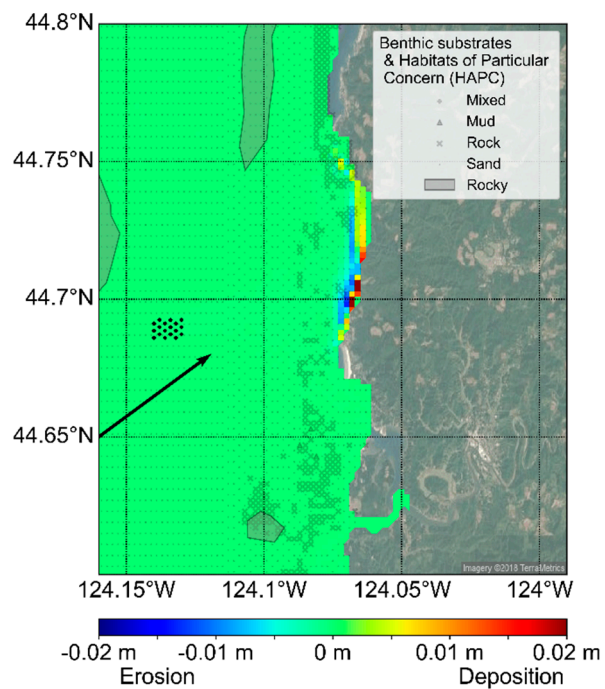 44.8°N
Benthic substrates
& Habitats of Particular
Concern (HAPC)
Mixed
Mud
Rock
Sand
Rocky
44.75°N
44.7°N
44.65°N
Imagery ©2018 TerraMetrics
124.15°W 124.1°W 124.05°W 124°W
-0.02 m -0.01 m 0 m 0.01 m 0.02 m
Erosion Deposition